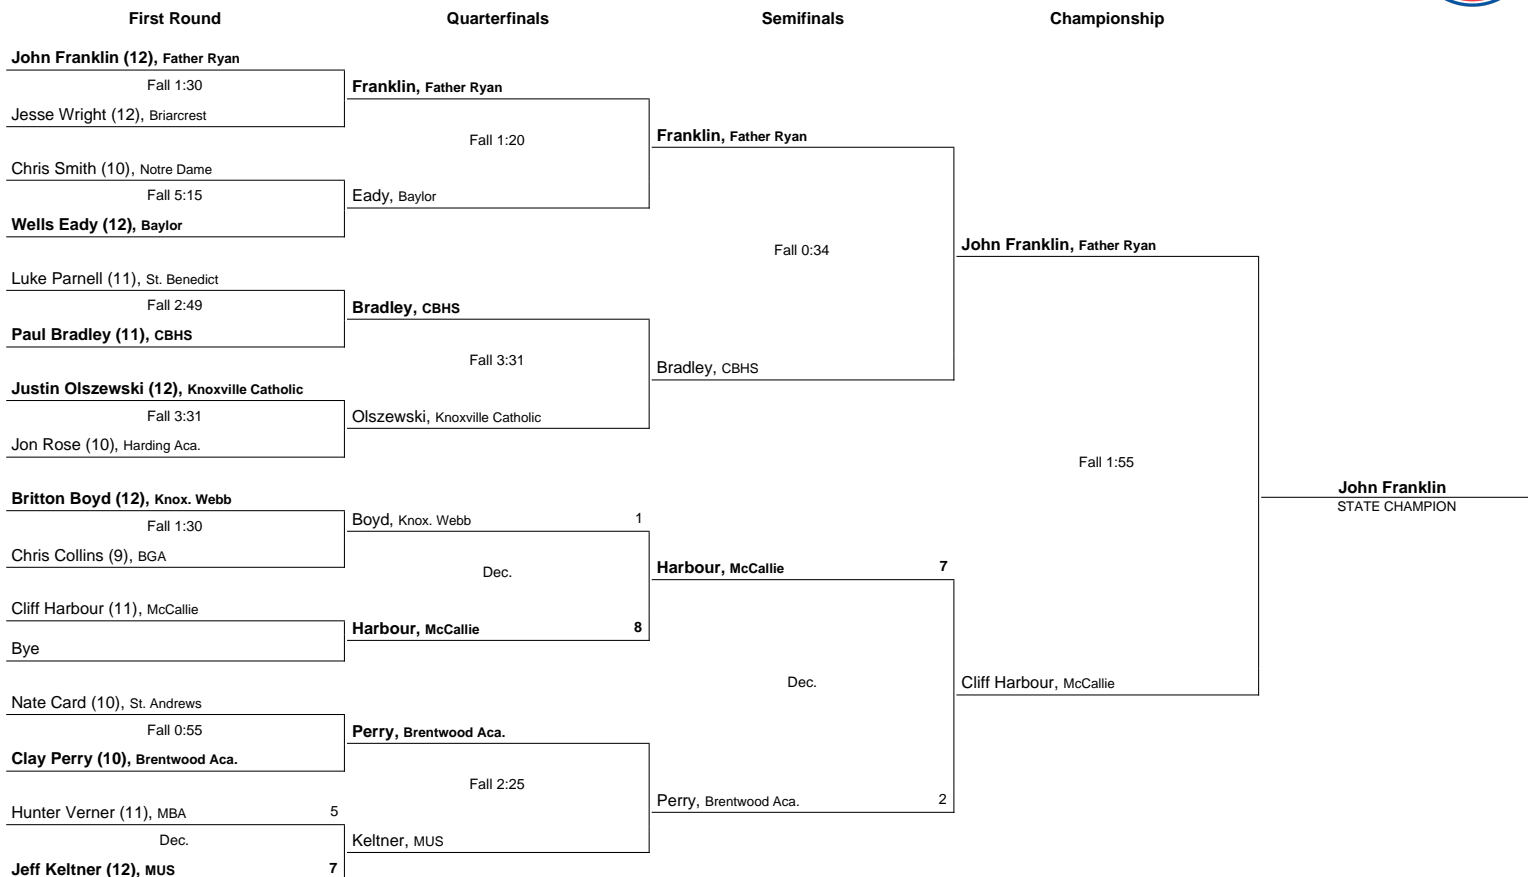 First Round
Quarterfinals
Semifinals
Championship
John Franklin (12), Father Ryan
Fall 1:30
Jesse Wright (12), Briarcrest
Chris Smith (10), Notre Dame
Fall 5:15
Wells Eady (12), Baylor
Luke Parnell (11), St. Benedict
Fall 2:49
Paul Bradley (11), CBHS
Justin Olszewski (12), Knoxville Catholic
Fall 3:31
Jon Rose (10), Harding Aca.
Britton Boyd (12), Knox. Webb
Fall 1:30
Chris Collins (9), BGA
Cliff Harbour (11), McCallie
Bye
Nate Card (10), St. Andrews
Fall 0:55
Clay Perry (10), Brentwood Aca.
Hunter Verner (11), MBA 5
Dec.
Jeff Keltner (12), MUS 7
Franklin, Father Ryan
Fall 1:20
Eady, Baylor
Bradley, CBHS
Fall 3:31
Olszewski, Knoxville Catholic
Boyd, Knox. Webb 1
Dec.
Harbour, McCallie 8
Perry, Brentwood Aca.
Fall 2:25
Keltner, MUS
Franklin, Father Ryan
Fall 0:34
Bradley, CBHS
Harbour, McCallie 7
Dec.
Perry, Brentwood Aca. 2
John Franklin, Father Ryan
Fall 1:55
Cliff Harbour, McCallie
John Franklin
STATE CHAMPION